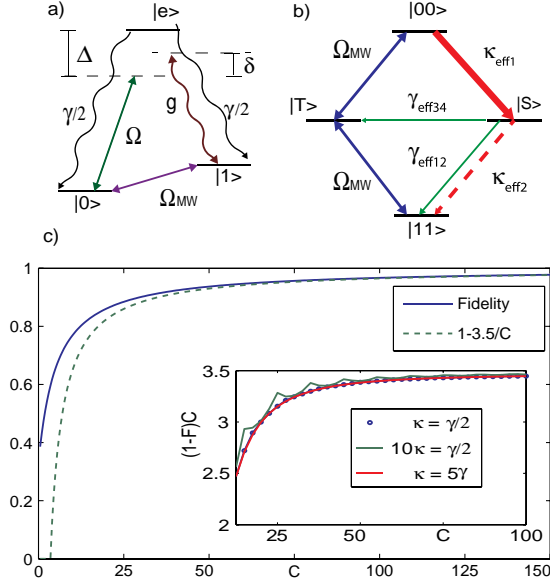 a)
|e>
Δ
δ
γ/2
Ω
g
γ/2
|0>
|1>
Ω_MW
b)
|00>
Ω_MW
κ_eff1
|T>
|S>
γ_eff34
γ_eff12
Ω_MW
κ_eff2
|11>
c)
1
0.8
0.6
0.4
0.2
0
0 25 50 C 100 125 150
Fidelity
1-3.5/C
(1-F)C
3.5
3
2.5
2
25 50 C 100
κ = γ/2
10κ = γ/2
κ = 5γ